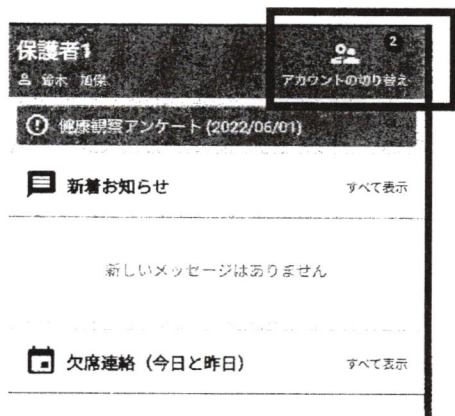 保護者1
2
鈴木 旭保
アカウントの切り替え
健康観察アンケート (2022/06/01)
新着お知らせ
すべて表示
新しいメッセージはありません
欠席連絡(今日と昨日)
すべて表示